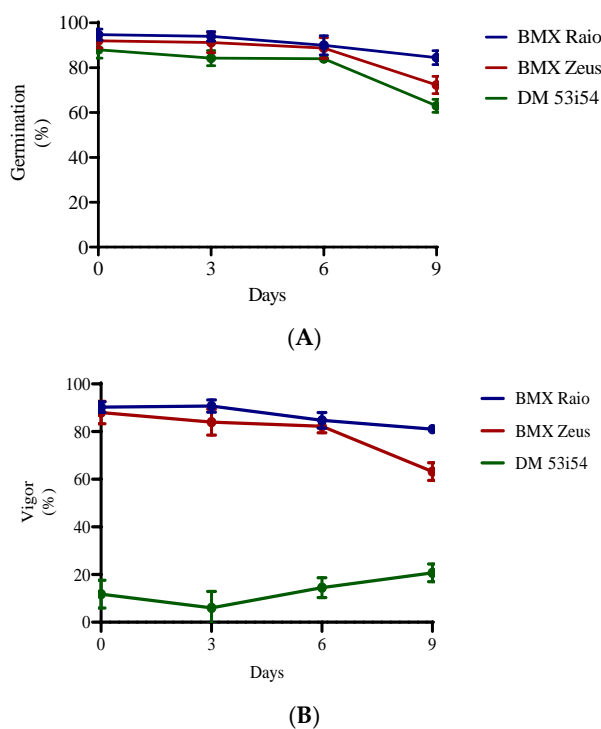 100
80
60
40
20
0
Germination
(%)
0 3 6 9
Days
BMX Raio
BMX Zeus
DM 53i54
(A)
100
80
60
40
20
0
Vigor
(%)
0 3 6 9
Days
BMX Raio
BMX Zeus
DM 53i54
(B)